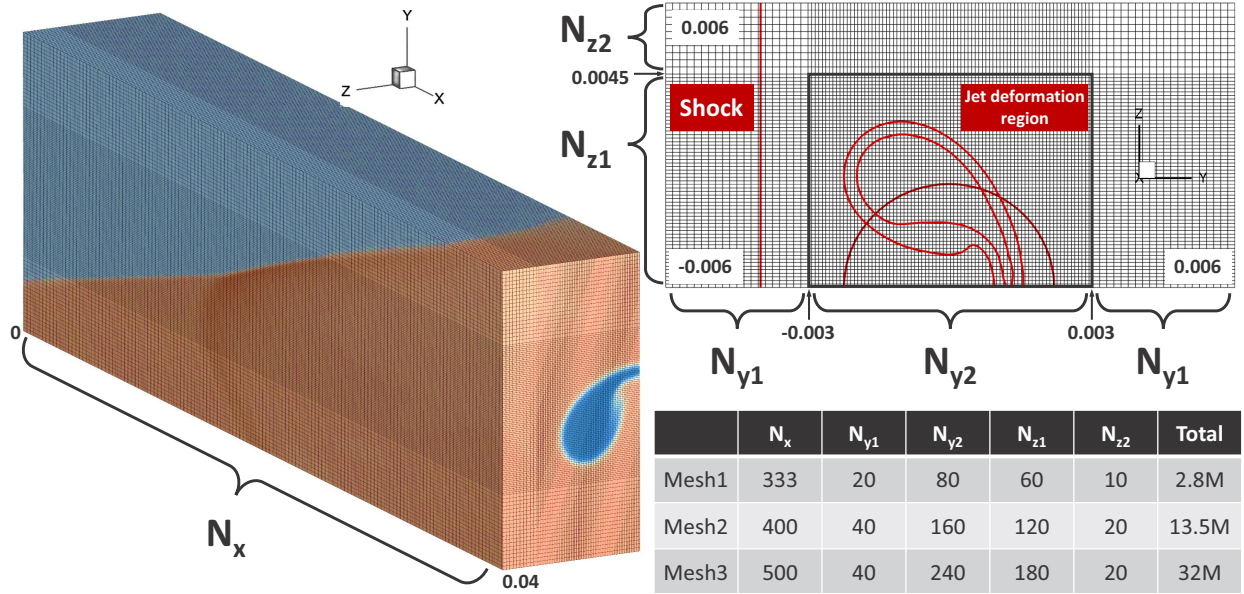 Y
Z
X
0
N_x
0.04
N_z2
0.006
0.0045
N_z1
Shock
Jet deformation
region
Z
X
Y
-0.006
0.006
-0.003
0.003
N_y1
N_y2
N_y1
N_x N_y1 N_y2 N_z1 N_z2 Total
Mesh1 333 20 80 60 10 2.8M
Mesh2 400 40 160 120 20 13.5M
Mesh3 500 40 240 180 20 32M